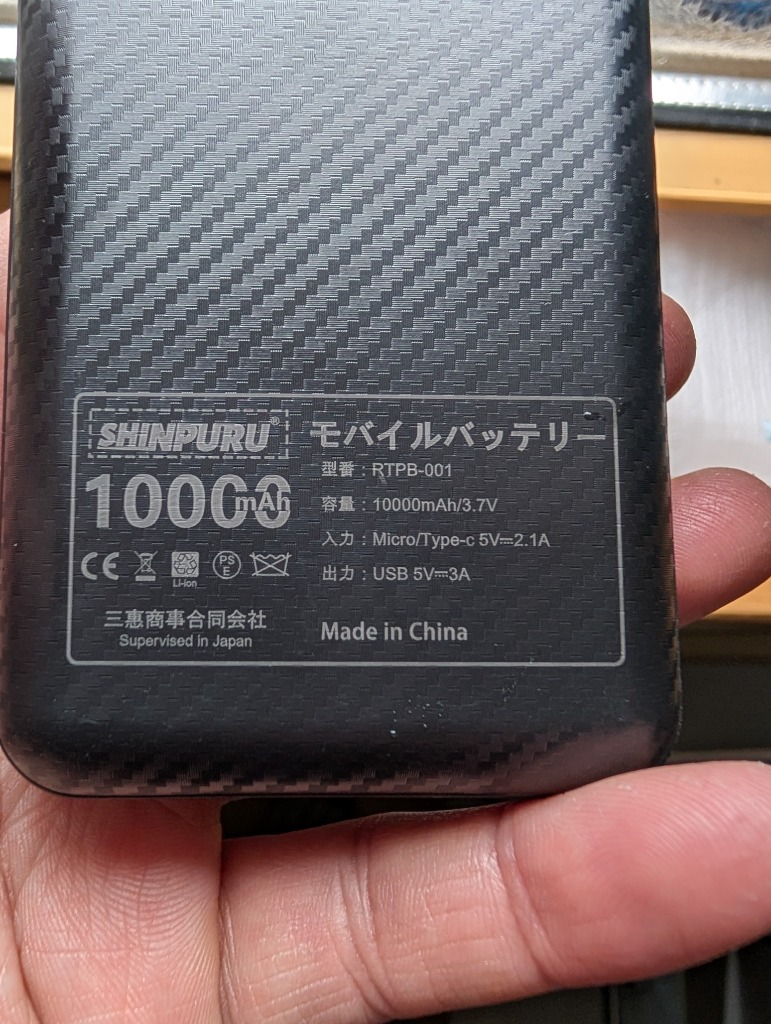 SHINPURU®
モバイルバッテリー
10000mAh
型番：RTPB-001
容量：10000mAh/3.7V
入力：Micro/Type-c 5V⎓2.1A
出力：USB 5V⎓3A
CE
Li-ion
PS
E
三惠商事合同会社
Supervised in Japan
Made in China